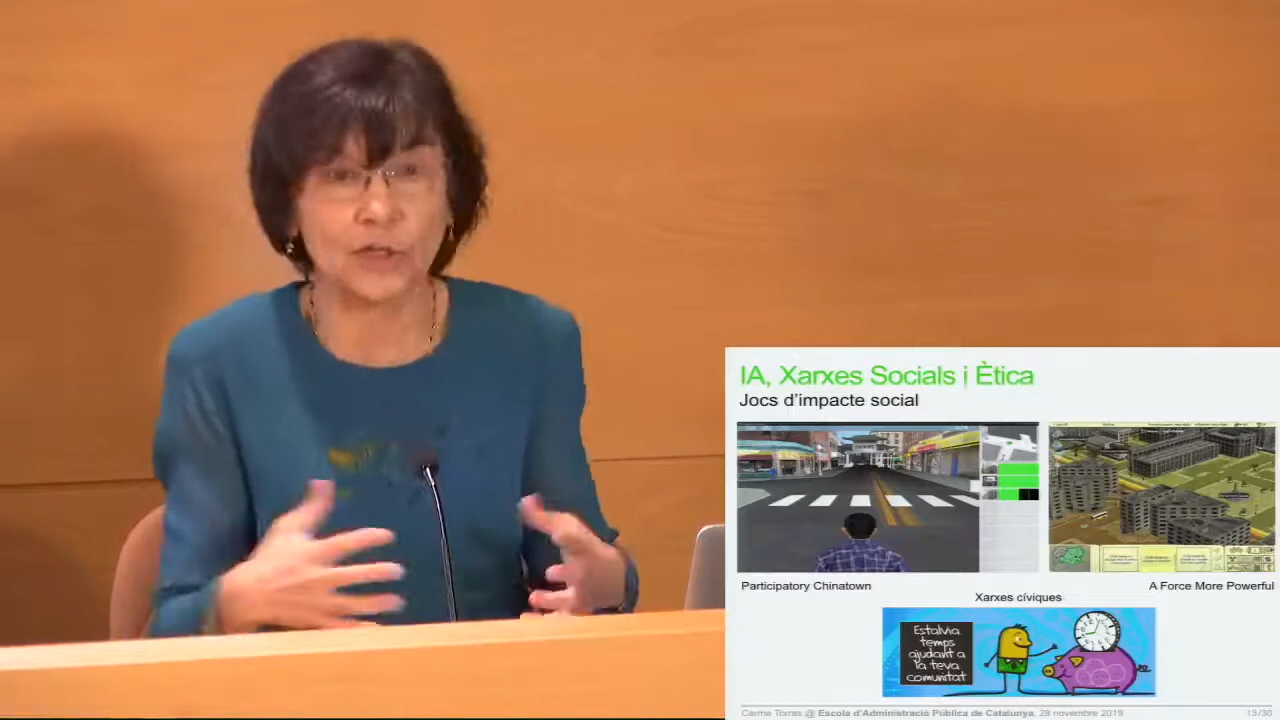 IA, Xarxes Socials i Ètica
Jocs d'impacte social
Participatory Chinatown
A Force More Powerful
Xarxes cíviques
Estalvia
temps
ajudant a
la teva
comunitat
Carme Torras @ Escola d'Administració Pública de Catalunya, 28 novembre 2019
13/30